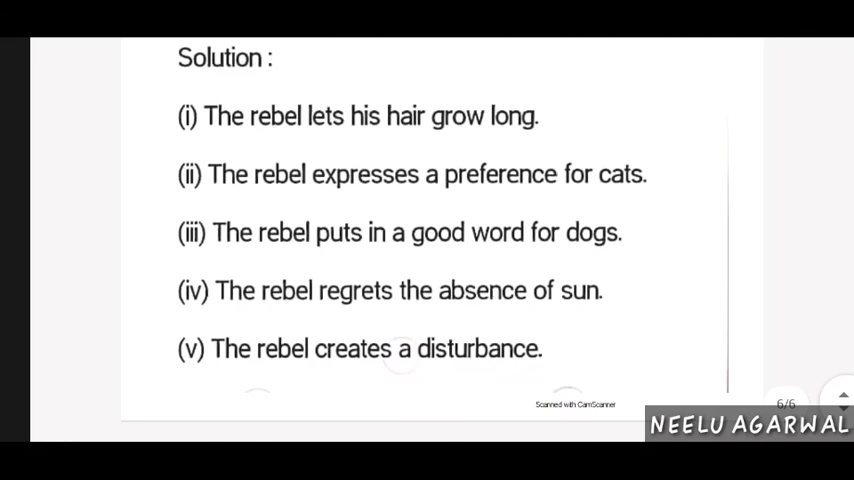 Solution :
(i) The rebel lets his hair grow long.
(ii) The rebel expresses a preference for cats.
(iii) The rebel puts in a good word for dogs.
(iv) The rebel regrets the absence of sun.
(v) The rebel creates a disturbance.
Scanned with CamScanner
6/6
NEELU AGARWAL